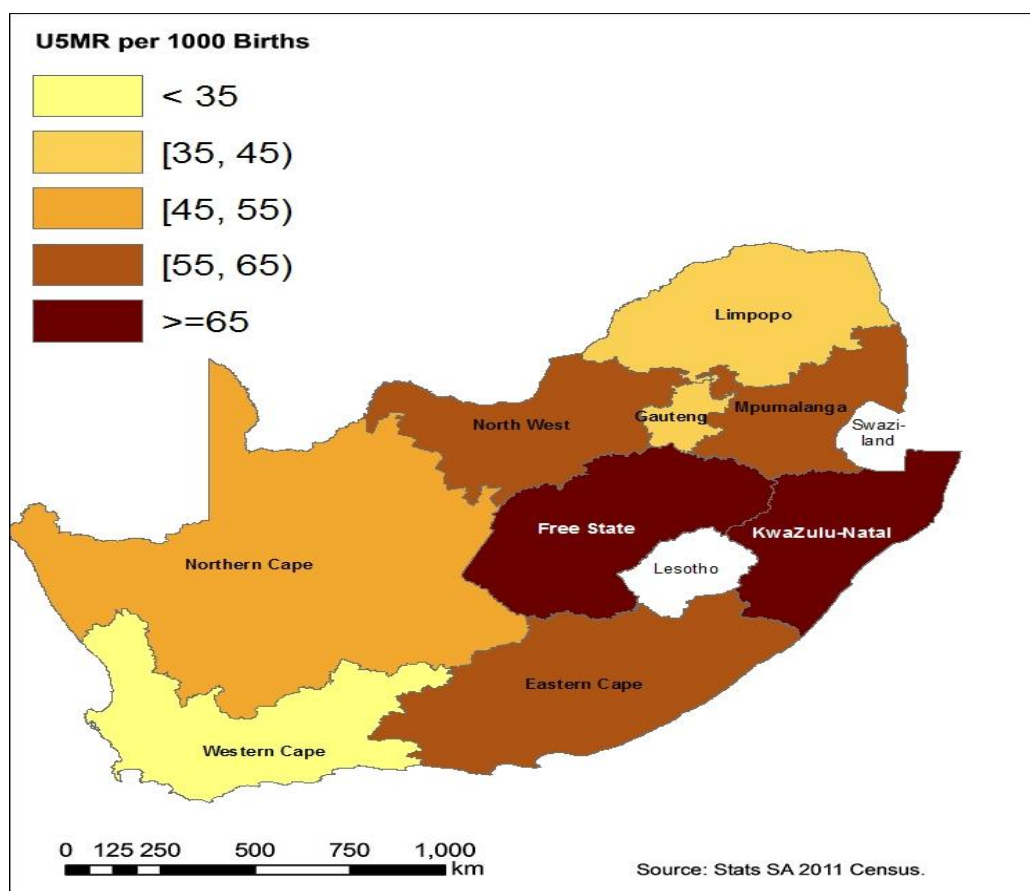 U5MR per 1000 Births
< 35
[35, 45)
[45, 55)
[55, 65)
>=65
Limpopo
North West
Gauteng
Mpumalanga
Swazi-
land
Free State
KwaZulu-Natal
Northern Cape
Lesotho
Eastern Cape
Western Cape
0 125 250 500 750 1,000
km
Source: Stats SA 2011 Census.